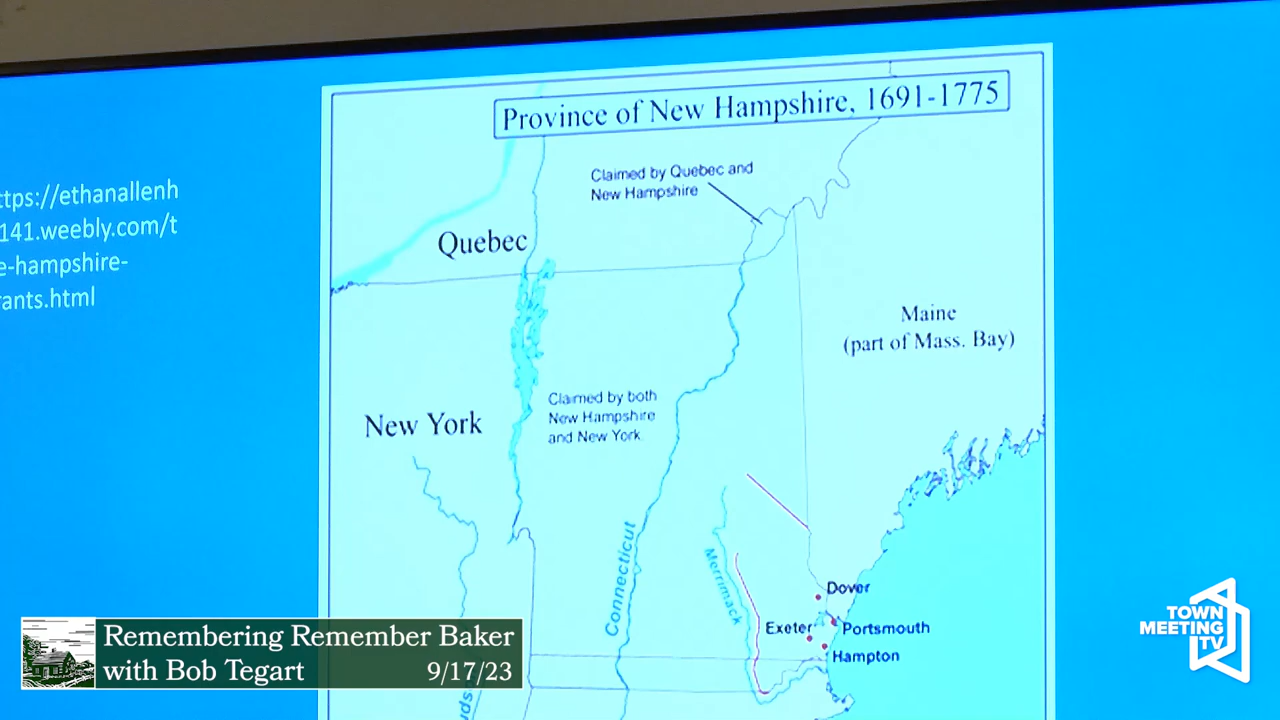 Province of New Hampshire, 1691-1775
Claimed by Quebec and
New Hampshire
ttps://ethanallenh
141.weebly.com/t
e-hampshire-
rants.html
Quebec
Maine
(part of Mass. Bay)
New York
Claimed by both
New Hampshire
and New York
Connecticut
Merrimack
Dover
Exeter
Portsmouth
Hampton
uds
Remembering Remember Baker
with Bob Tegart 9/17/23
TOWN
MEETING
TV